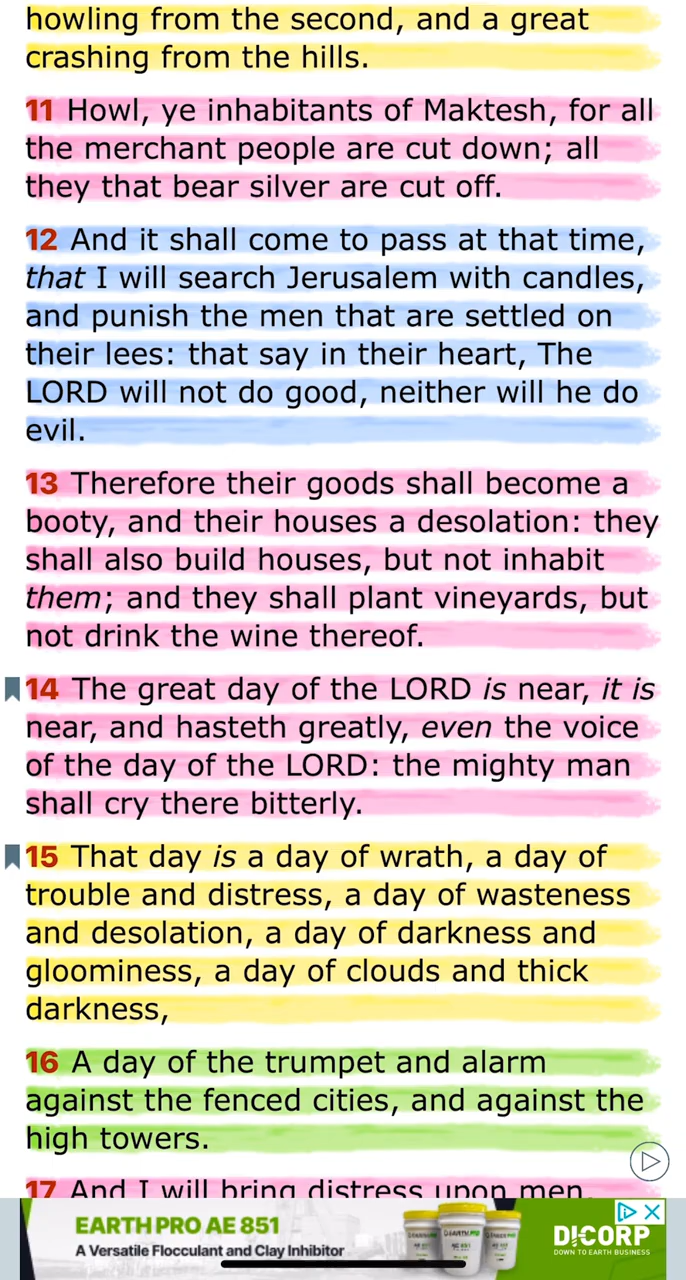 howling from the second, and a great
crashing from the hills.
11 Howl, ye inhabitants of Maktesh, for all
the merchant people are cut down; all
they that bear silver are cut off.
12 And it shall come to pass at that time,
that I will search Jerusalem with candles,
and punish the men that are settled on
their lees: that say in their heart, The
LORD will not do good, neither will he do
evil.
13 Therefore their goods shall become a
booty, and their houses a desolation: they
shall also build houses, but not inhabit
them; and they shall plant vineyards, but
not drink the wine thereof.
14 The great day of the LORD is near, it is
near, and hasteth greatly, even the voice
of the day of the LORD: the mighty man
shall cry there bitterly.
15 That day is a day of wrath, a day of
trouble and distress, a day of wasteness
and desolation, a day of darkness and
gloominess, a day of clouds and thick
darkness,
16 A day of the trumpet and alarm
against the fenced cities, and against the
high towers.
17 And I will bring distress upon men,
EARTHPRO AE 851
A Versatile Flocculant and Clay Inhibitor
DICORP
DOWN TO EARTH BUSINESS